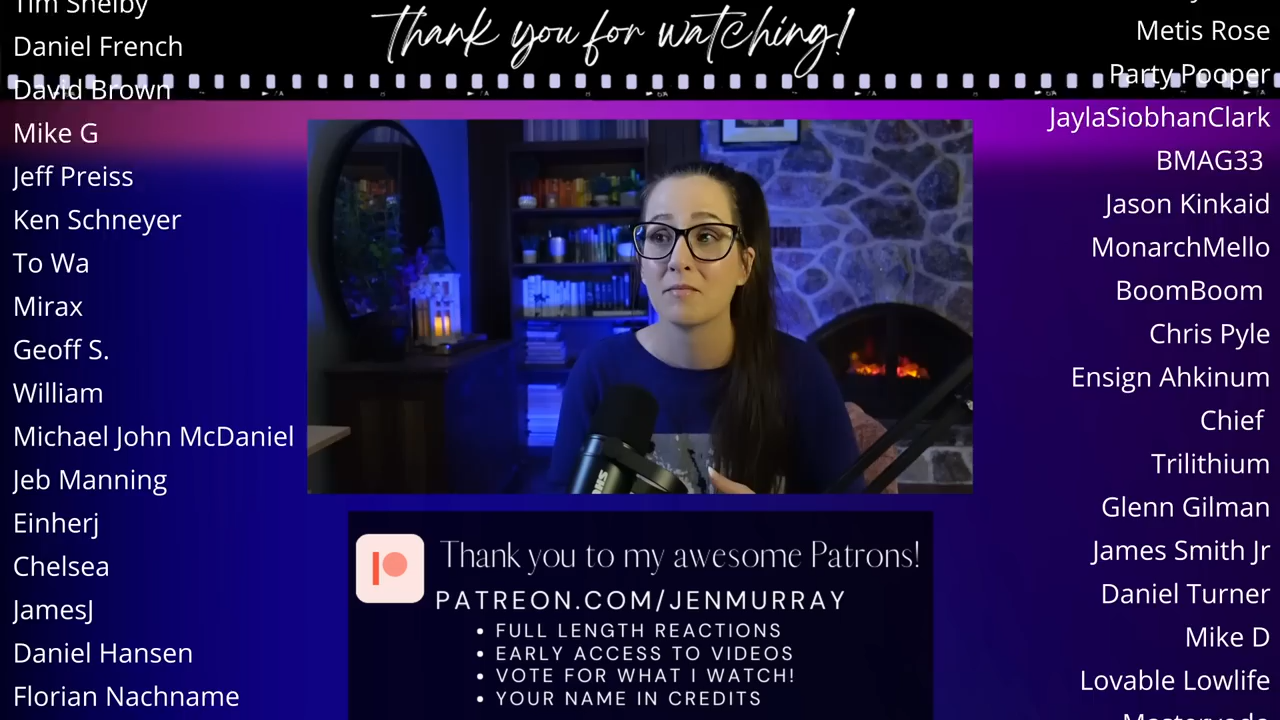 Tim Shelby
Daniel French
David Brown
Mike G
Jeff Preiss
Ken Schneyer
To Wa
Mirax
Geoff S.
William
Michael John McDaniel
Jeb Manning
Einherj
Chelsea
JamesJ
Daniel Hansen
Florian Nachname
Thank you for watching!
Thank you to my awesome Patrons!
PATREON.COM/JENMURRAY
• FULL LENGTH REACTIONS
• EARLY ACCESS TO VIDEOS
• VOTE FOR WHAT I WATCH!
• YOUR NAME IN CREDITS
Metis Rose
Party Pooper
JaylaSiobhanClark
BMAG33
Jason Kinkaid
MonarchMello
BoomBoom
Chris Pyle
Ensign Ahkinum
Chief
Trilithium
Glenn Gilman
James Smith Jr
Daniel Turner
Mike D
Lovable Lowlife